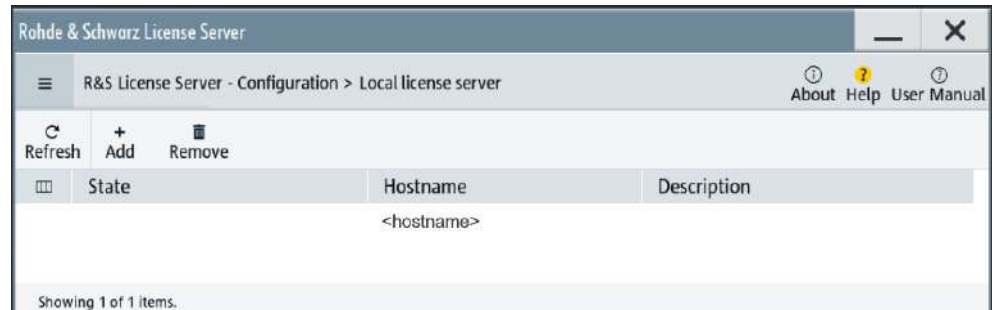 Rohde & Schwarz License Server
R&S License Server - Configuration > Local license server
About Help User Manual
Refresh Add Remove
State Hostname Description
<hostname>
Showing 1 of 1 items.